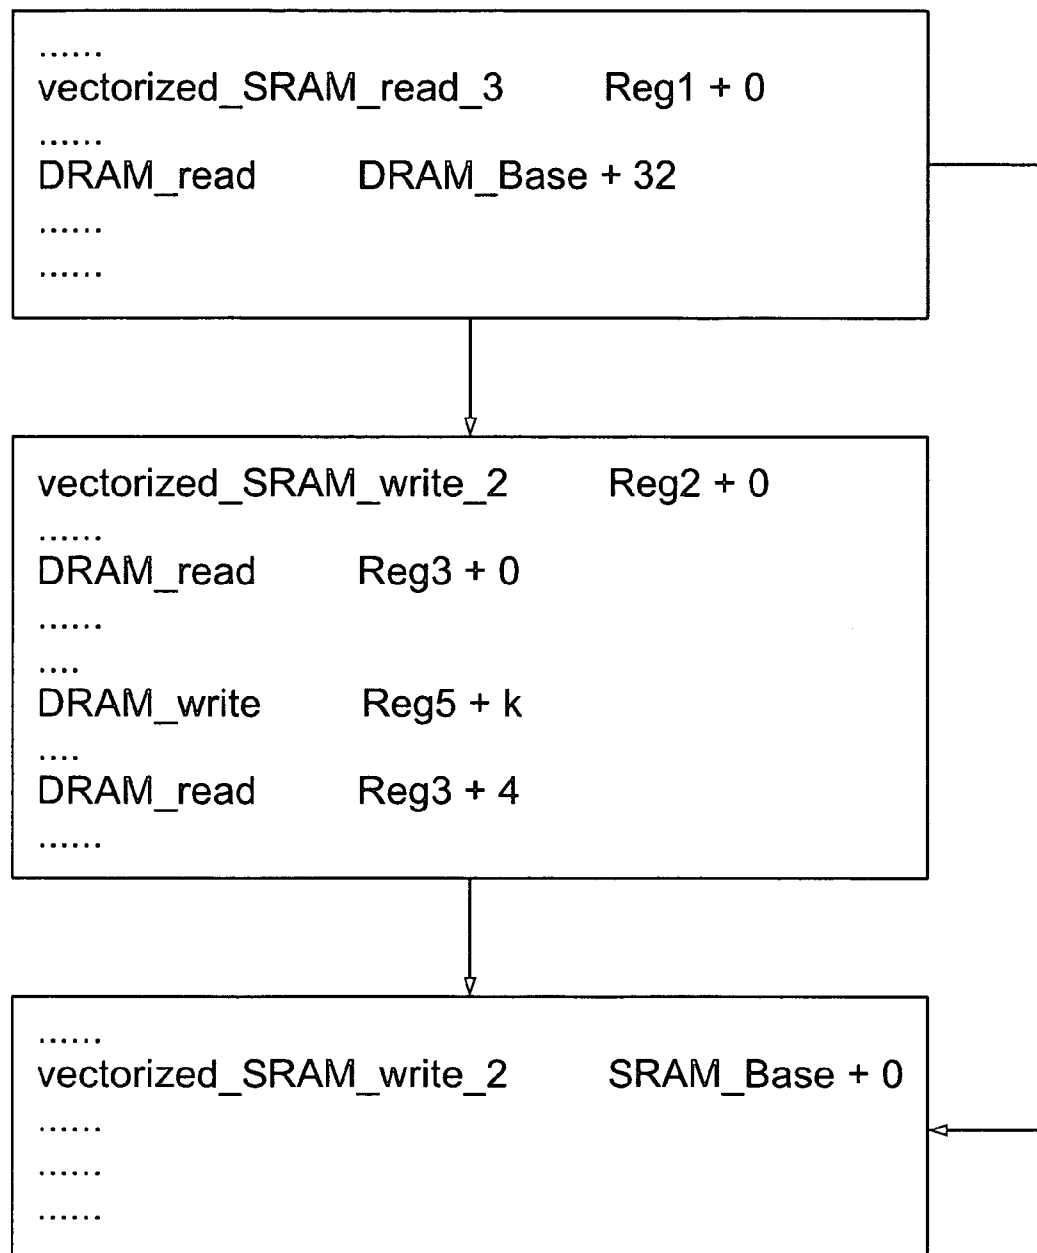 ......
vectorized_SRAM_read_3 Reg1 + 0
......
DRAM_read DRAM_Base + 32
......
......
vectorized_SRAM_write_2 Reg2 + 0
......
DRAM_read Reg3 + 0
......
....
DRAM_write Reg5 + k
....
DRAM_read Reg3 + 4
......
......
vectorized_SRAM_write_2 SRAM_Base + 0
......
......
......